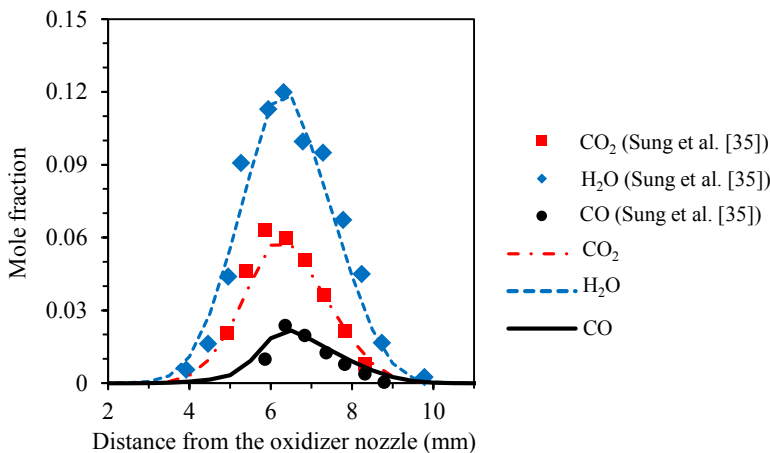 0.15
0.12
0.09
0.06
0.03
0
Mole fraction
2 4 6 8 10
Distance from the oxidizer nozzle (mm)
CO₂ (Sung et al. [35])
H₂O (Sung et al. [35])
CO (Sung et al. [35])
CO₂
H₂O
CO